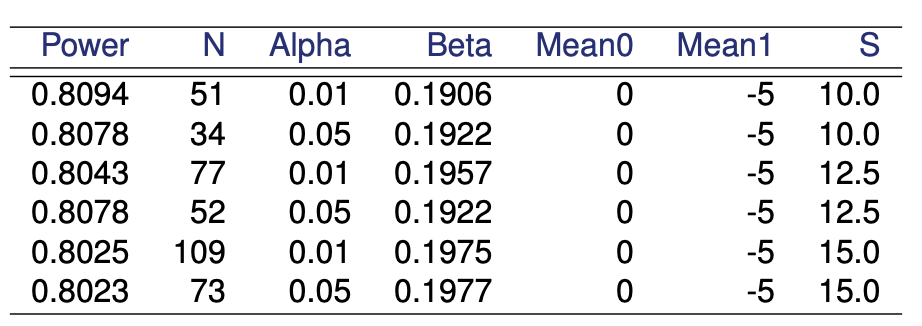 Power N Alpha Beta Mean0 Mean1 S
0.8094 51 0.01 0.1906 0 -5 10.0
0.8078 34 0.05 0.1922 0 -5 10.0
0.8043 77 0.01 0.1957 0 -5 12.5
0.8078 52 0.05 0.1922 0 -5 12.5
0.8025 109 0.01 0.1975 0 -5 15.0
0.8023 73 0.05 0.1977 0 -5 15.0